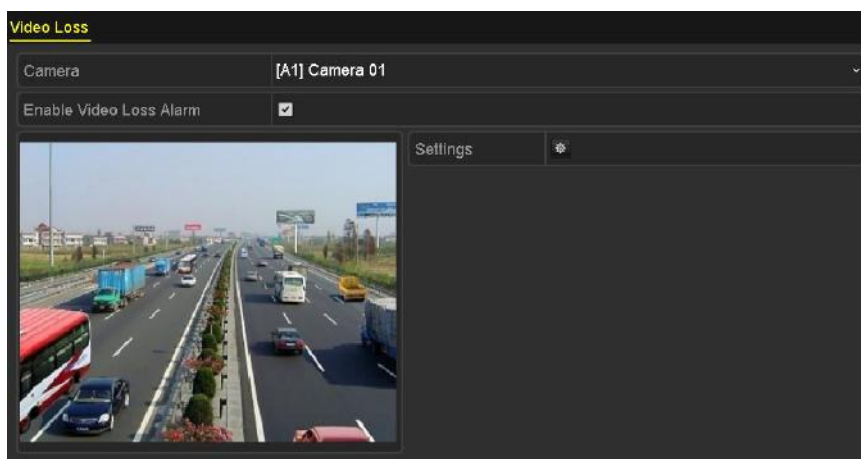 Video Loss
Camera
[A1] Camera 01
Enable Video Loss Alarm
Settings